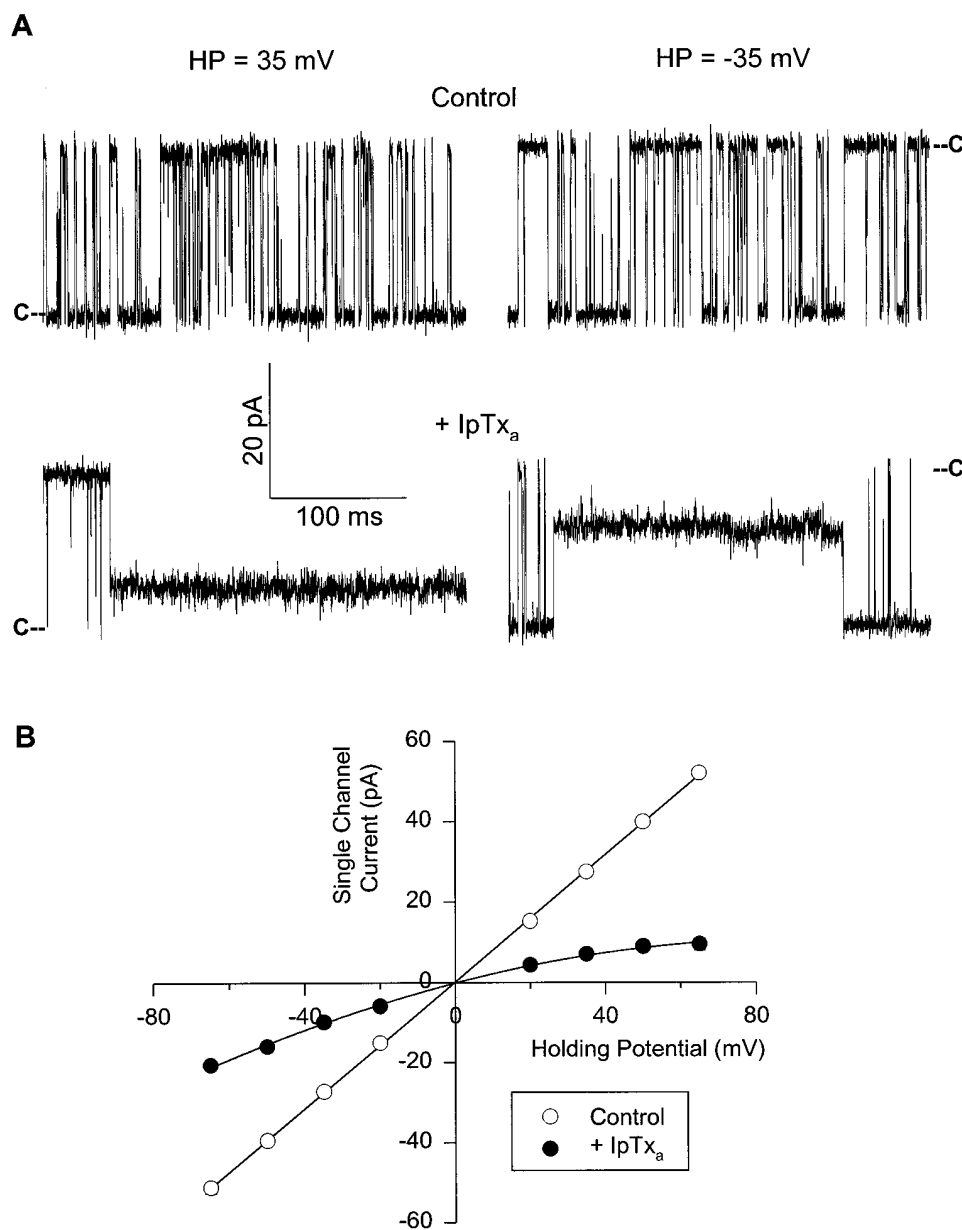 A
HP = 35 mV
HP = -35 mV
Control
--C
C--
20 pA
+ IpTxa
--C
100 ms
C--
B
60
Single Channel
Current (pA)
40
20
0
-80
-40
0
40
80
-20
Holding Potential (mV)
Control
-40
+ IpTxa
-60